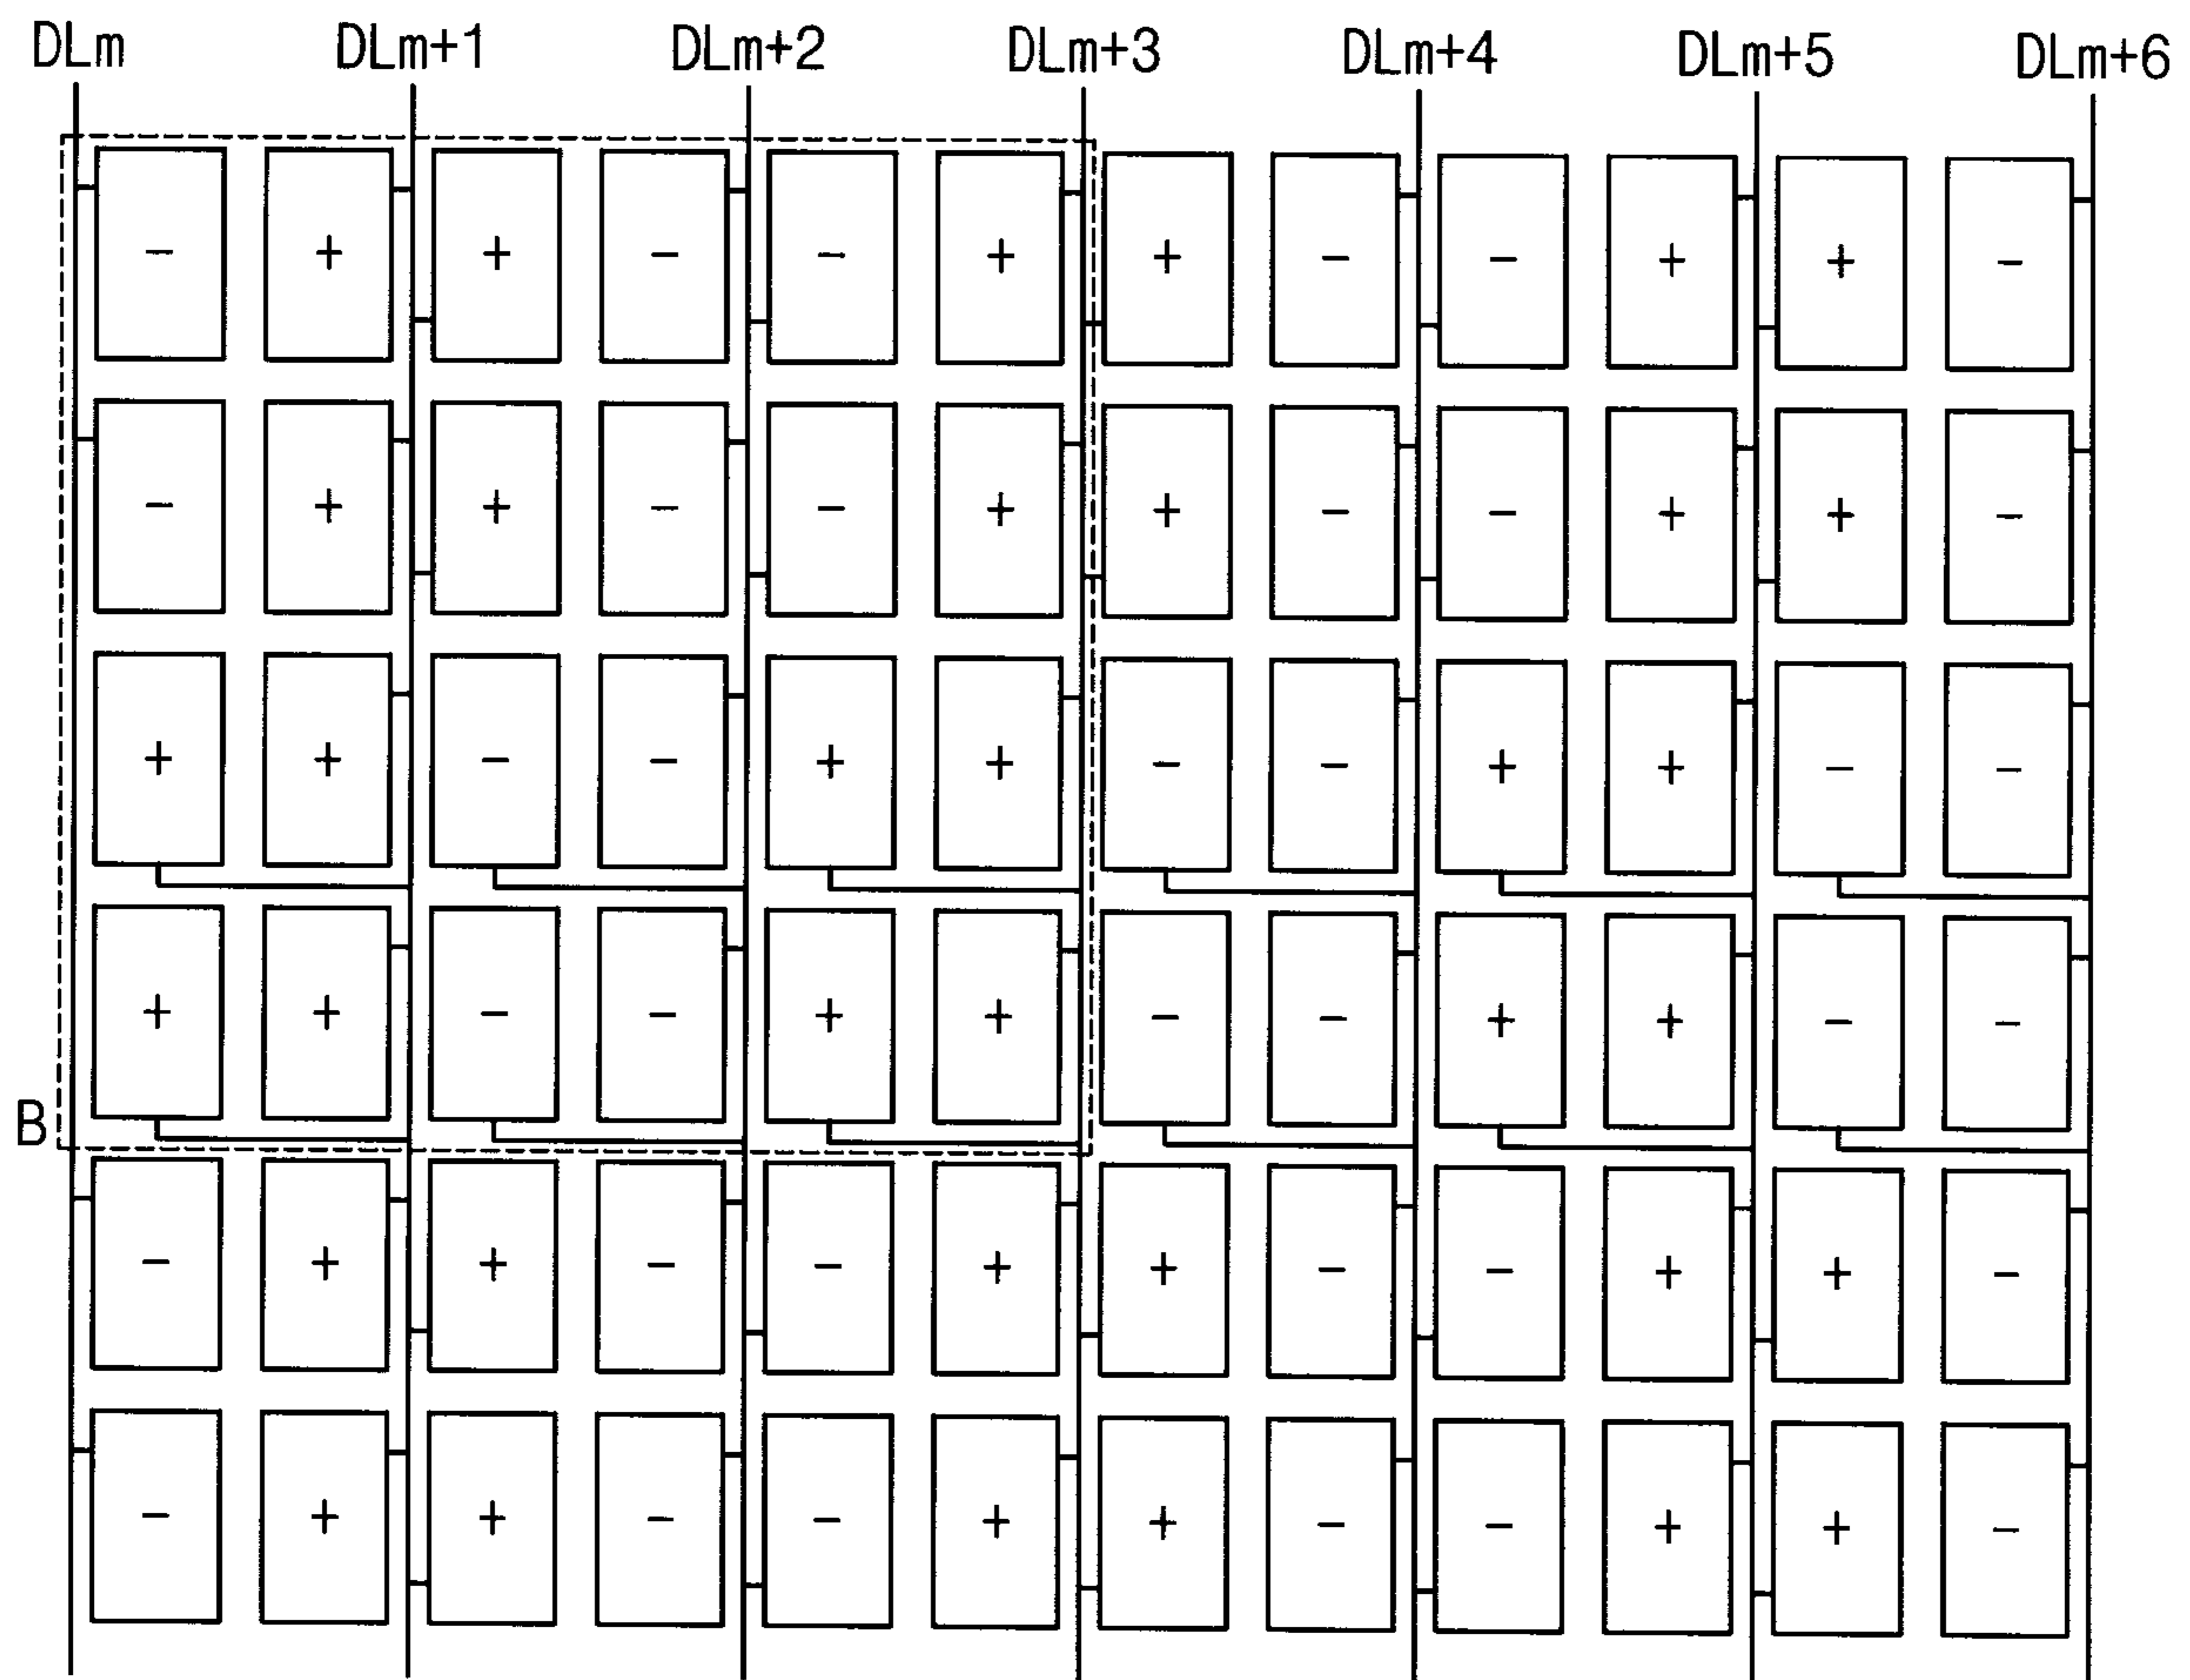 DLm DLm+1 DLm+2 DLm+3 DLm+4 DLm+5 DLm+6
− + + − − + + − − + + −
− + + − − + + − − + + −
+ + − − + + − − + + − −
+ + − − + + − − + + − −
B
− + + − − + + − − + + −
− + + − − + + − − + + −